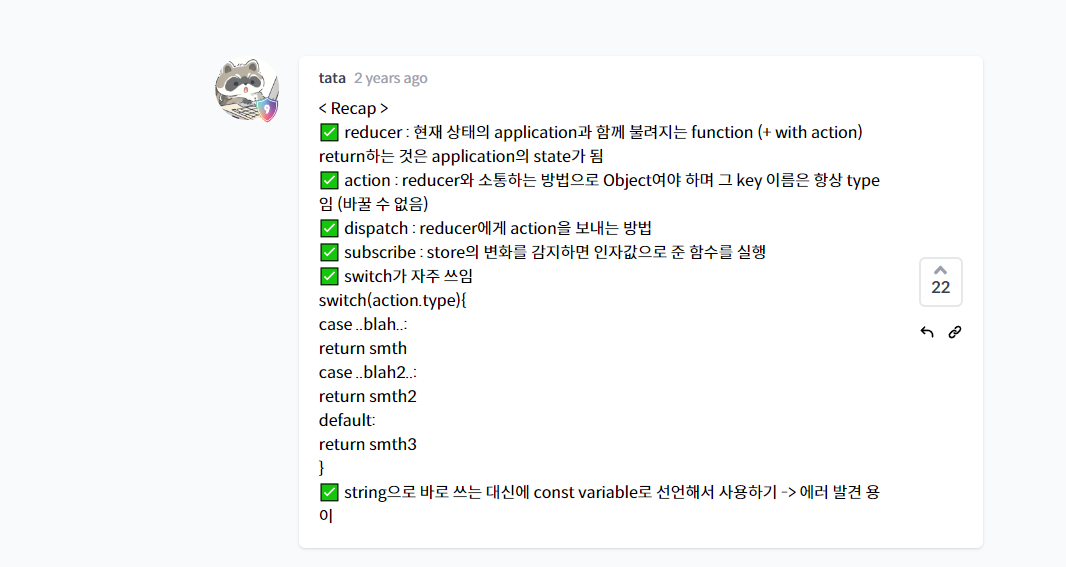 tata 2 years ago
< Recap >
✅ reducer : 현재 상태의 application과 함께 불려지는 function (+ with action)
return하는 것은 application의 state가 됨
✅ action : reducer와 소통하는 방법으로 Object여야 하며 그 key 이름은 항상 type
임 (바꿀 수 없음)
✅ dispatch : reducer에게 action을 보내는 방법
✅ subscribe : store의 변화를 감지하면 인자값으로 준 함수를 실행
✅ switch가 자주 쓰임
switch(action.type){
case ..blah..:
return smth
case ..blah2..:
return smth2
default:
return smth3
}
✅ string으로 바로 쓰는 대신에 const variable로 선언해서 사용하기 -> 에러 발견 용
이
22